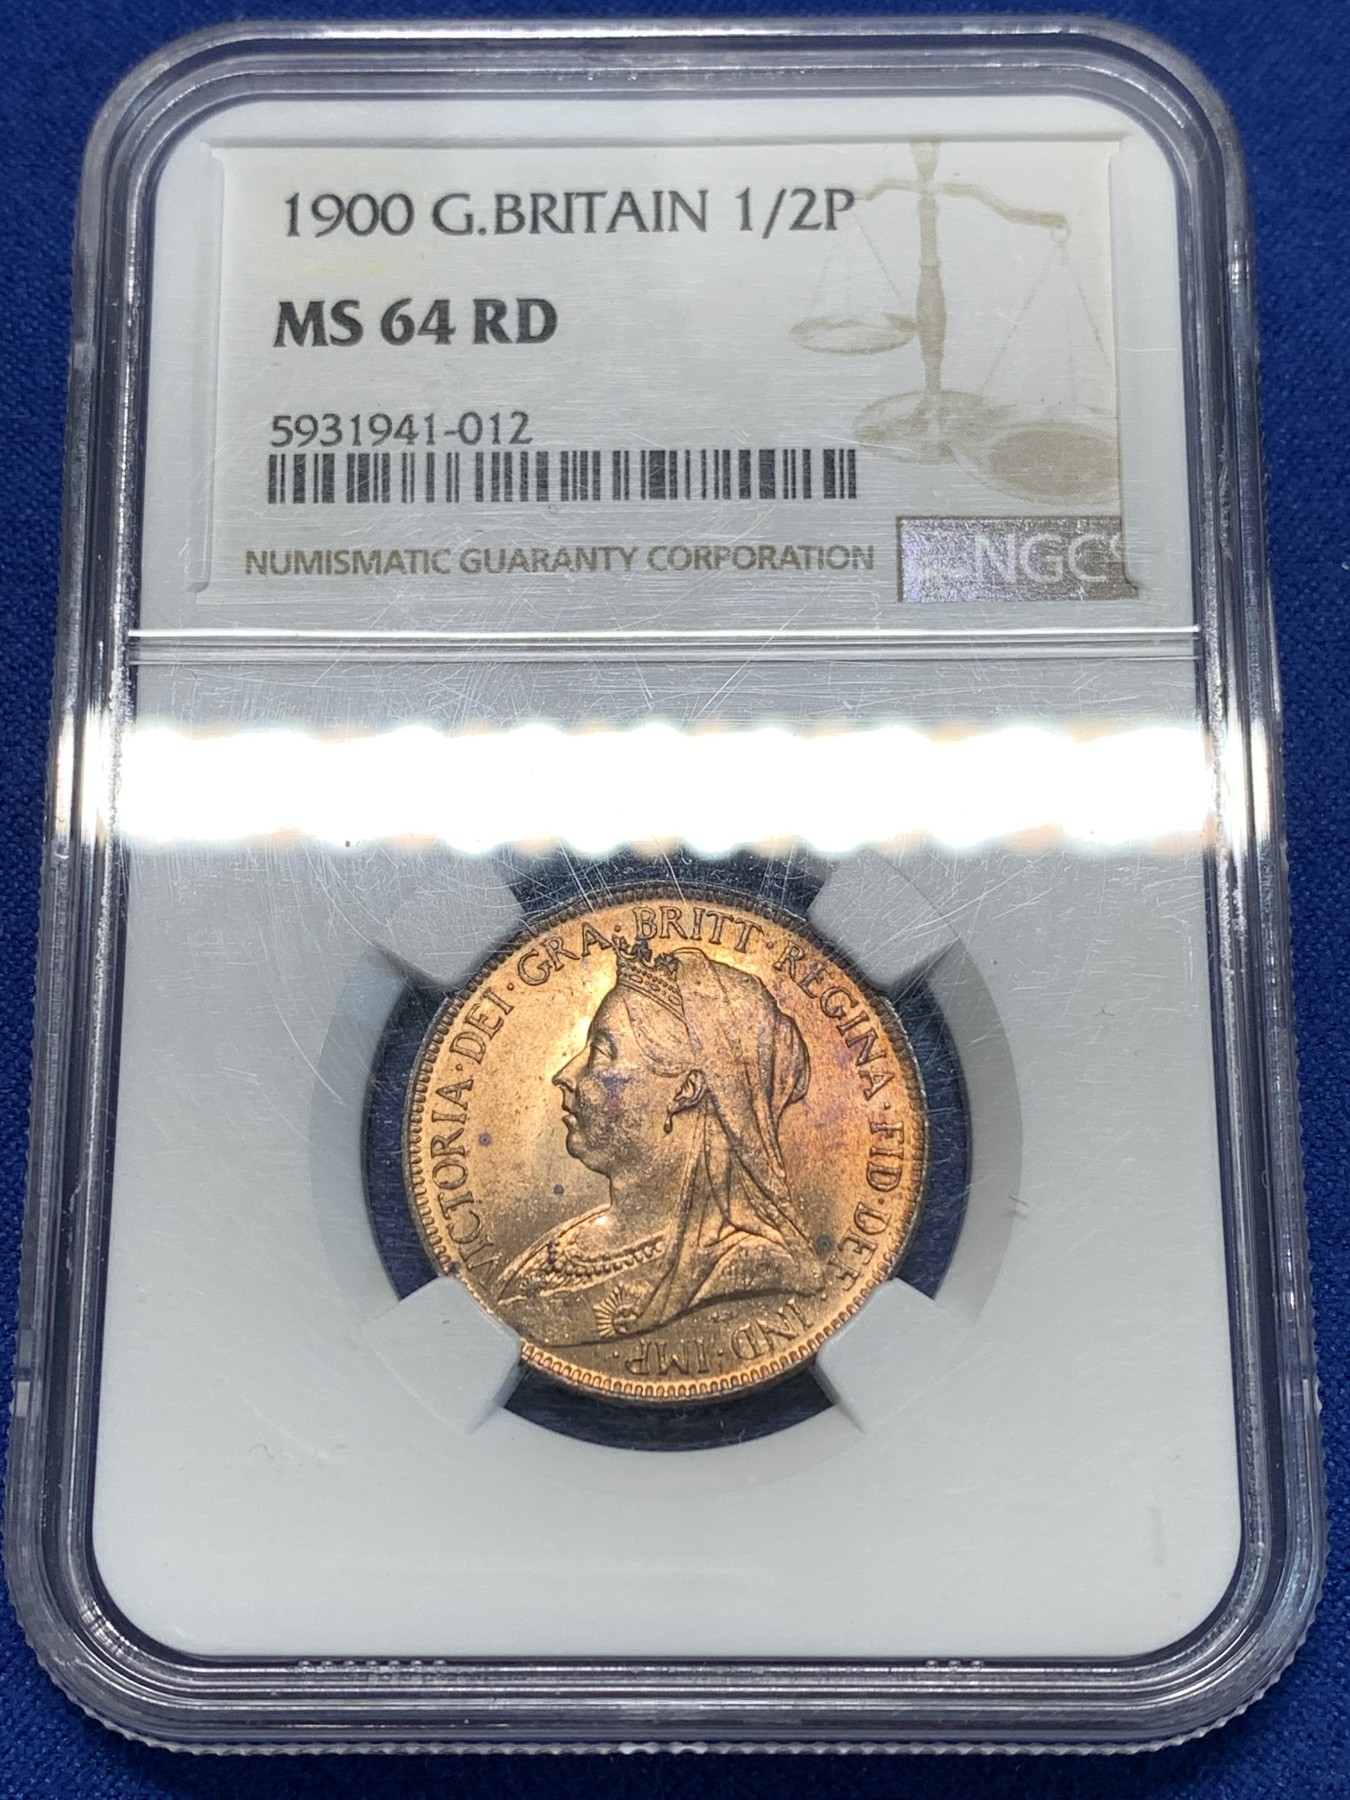 1900 G.BRITAIN 1/2P
MS 64 RD
5931941-012
NUMISMATIC GUARANTY CORPORATION
NGC
VICTORIA·DEI·GRA·BRITT·REGINA·FID·DEF·IND·IMP·